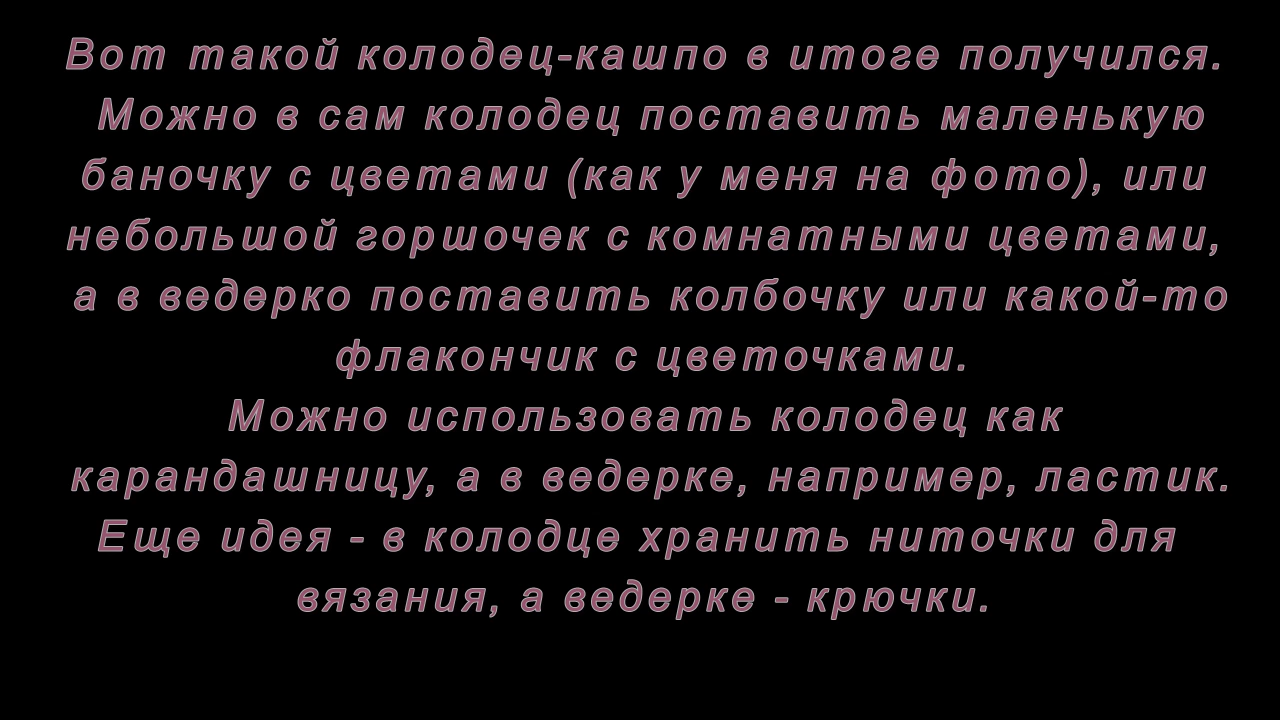 Вот такой колодец-кашпо в итоге получился.
Можно в сам колодец поставить маленькую
баночку с цветами (как у меня на фото), или
небольшой горшочек с комнатными цветами,
а в ведерко поставить колбочку или какой-то
флакончик с цветочками.
Можно использовать колодец как
карандашницу, а в ведерке, например, ластик.
Еще идея - в колодце хранить ниточки для
вязания, а ведерке - крючки.